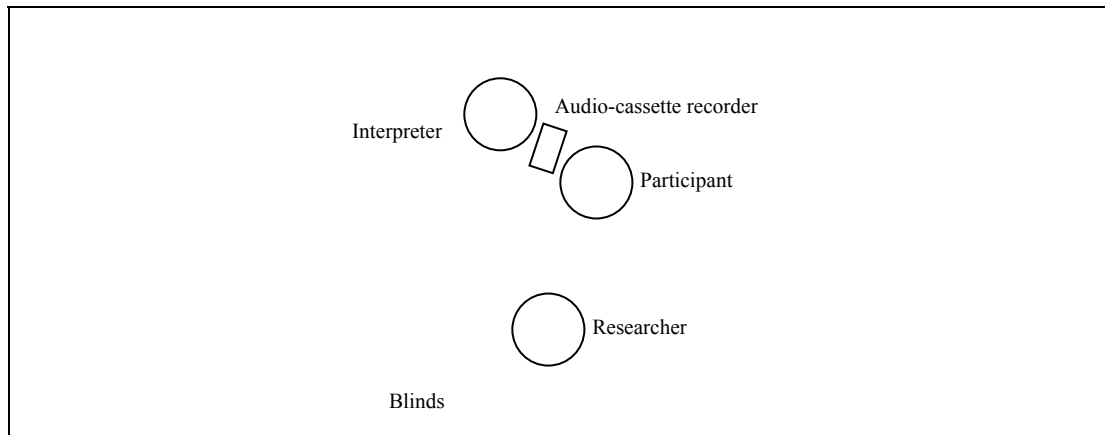 Audio-cassette recorder
Interpreter
Participant
Researcher
Blinds